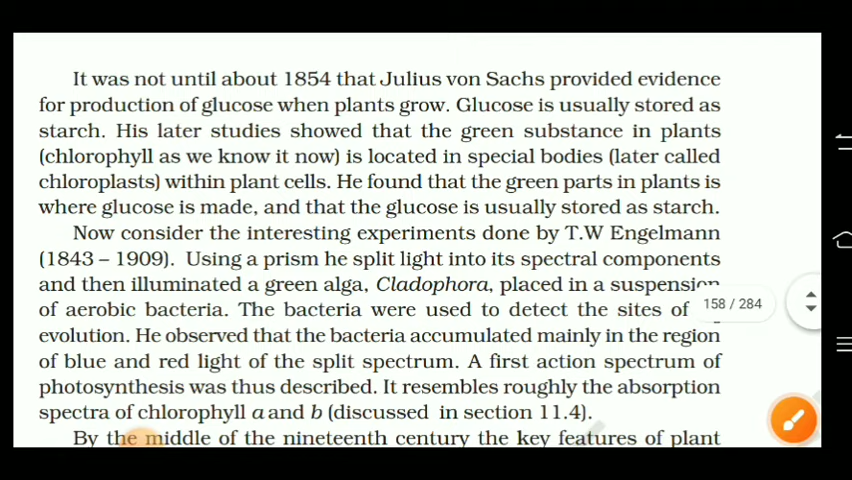 It was not until about 1854 that Julius von Sachs provided evidence
for production of glucose when plants grow. Glucose is usually stored as
starch. His later studies showed that the green substance in plants
(chlorophyll as we know it now) is located in special bodies (later called
chloroplasts) within plant cells. He found that the green parts in plants is
where glucose is made, and that the glucose is usually stored as starch.
Now consider the interesting experiments done by T.W Engelmann
(1843 – 1909). Using a prism he split light into its spectral components
and then illuminated a green alga, Cladophora, placed in a suspension
of aerobic bacteria. The bacteria were used to detect the sites of
158 / 284
evolution. He observed that the bacteria accumulated mainly in the region
of blue and red light of the split spectrum. A first action spectrum of
photosynthesis was thus described. It resembles roughly the absorption
spectra of chlorophyll a and b (discussed in section 11.4).
By the middle of the nineteenth century the key features of plant